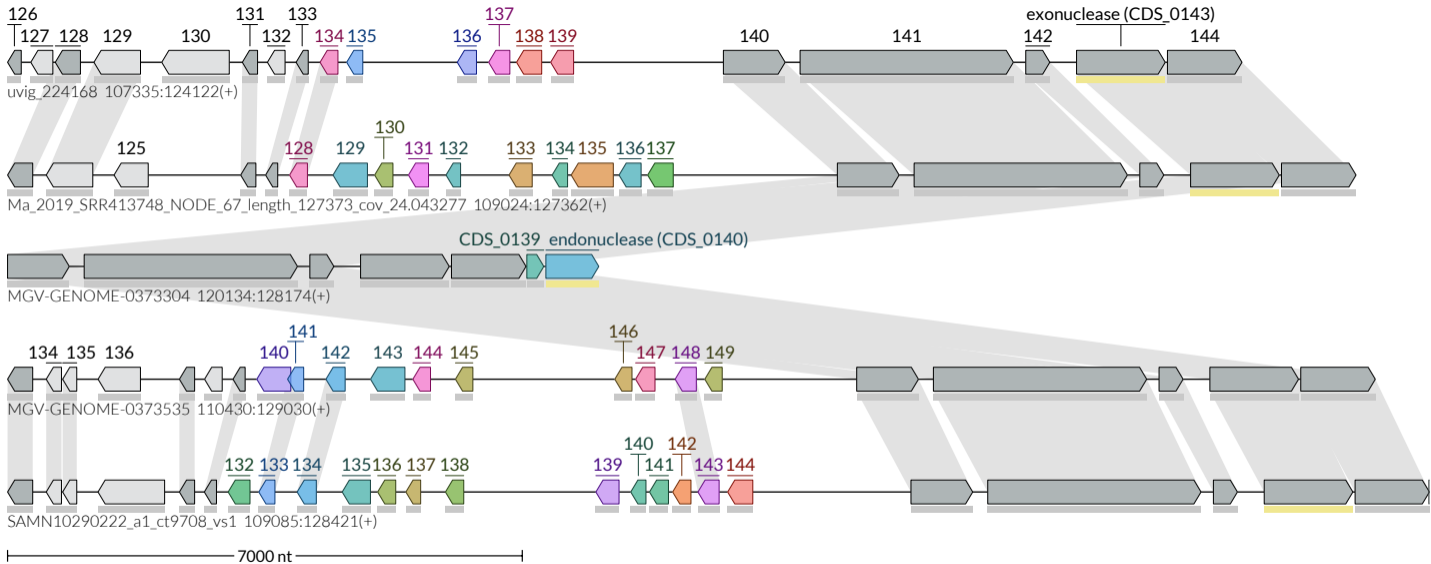 126 131 133 137 exonuclease (CDS_0143)
127 128 129 130 132 134 135 136 138 139 140 141 142 144
uvig_224168 107335:124122(+)
130
125 128 129 131 132 133 134 135 136 137
Ma_2019_SRR413748_NODE_67_length_127373_cov_24.043277 109024:127362(+)
CDS_0139 endonuclease (CDS_0140)
MGV-GENOME-0373304 120134:128174(+)
141 146
134 135 136 140 142 143 144 145 147 148 149
MGV-GENOME-0373535 110430:129030(+)
140 142
132 133 134 135 136 137 138 139 141 143 144
SAMN10290222_a1_ct9708_vs1 109085:128421(+)
7000 nt